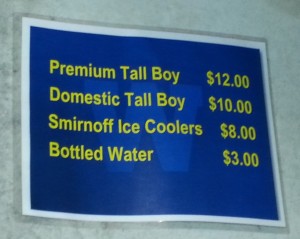 Premium Tall Boy $12.00
Domestic Tall Boy $10.00
Smirnoff Ice Coolers $8.00
Bottled Water $3.00